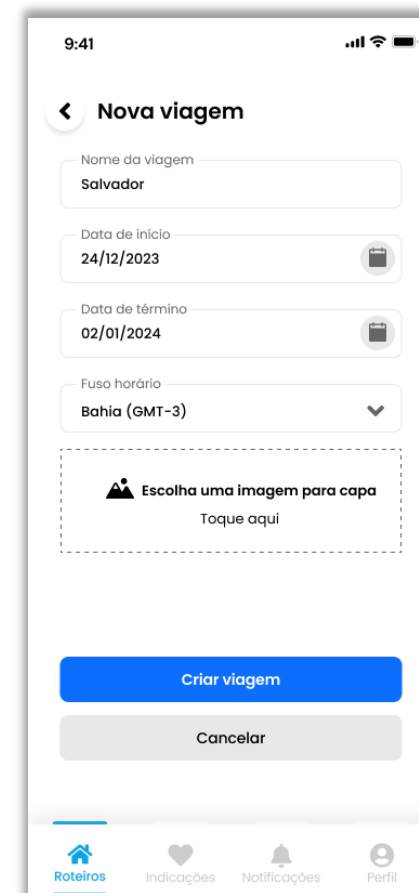 9:41
Nova viagem
Nome da viagem
Salvador
Data de início
24/12/2023
Data de término
02/01/2024
Fuso horário
Bahia (GMT-3)
Escolha uma imagem para capa
Toque aqui
Criar viagem
Cancelar
Roteiros Indicações Notificações Perfil